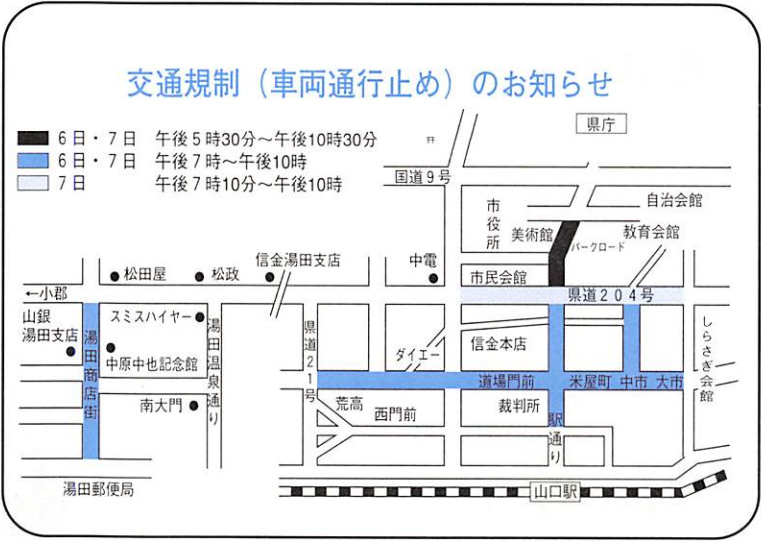 交通規制（車両通行止め）のお知らせ
6日・7日 午後5時30分～午後10時30分
6日・7日 午後7時～午後10時
7日 午後7時10分～午後10時
県庁
国道9号
自治会館
市役所
美術館
パークロード
教育会館
信金湯田支店
中電
松田屋
松政
市民会館
←小郡
県道204号
山銀
湯田支店
湯田商店街
スミスハイヤー
中原中也記念館
湯田温泉通り
県道21号
ダイエー
信金本店
しらさぎ会館
道場門前
米屋町
中市
大市
南大門
荒高
西門前
裁判所
駅通り
湯田郵便局
山口駅